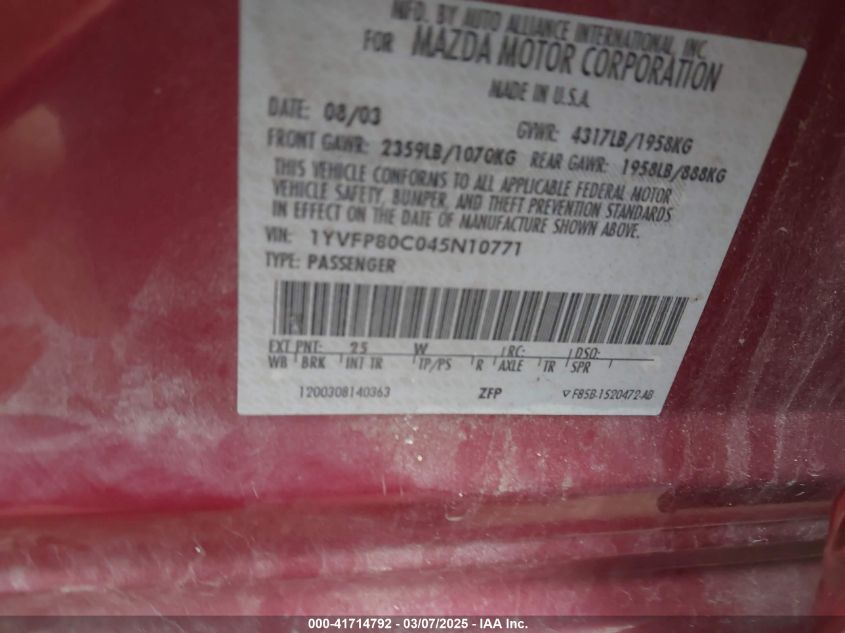 MFD. BY AUTO ALLIANCE INTERNATIONAL, INC.
FOR MAZDA MOTOR CORPORATION
MADE IN U.S.A.
DATE: 08/03 GVWR: 4317LB/1958KG
FRONT GAWR: 2359LB/1070KG REAR GAWR: 1958LB/888KG
THIS VEHICLE CONFORMS TO ALL APPLICABLE FEDERAL MOTOR
VEHICLE SAFETY, BUMPER, AND THEFT PREVENTION STANDARDS
IN EFFECT ON THE DATE OF MANUFACTURE SHOWN ABOVE.
VIN: 1YVFP80C045N10771
TYPE: PASSENGER
EXT PNT: 25 W RC: DSO:
WB BRK INT TR TP/PS R AXLE TR SPR
1200308140363 ZFP F85B-1520472-AB
000-41714792 - 03/07/2025 - IAA Inc.